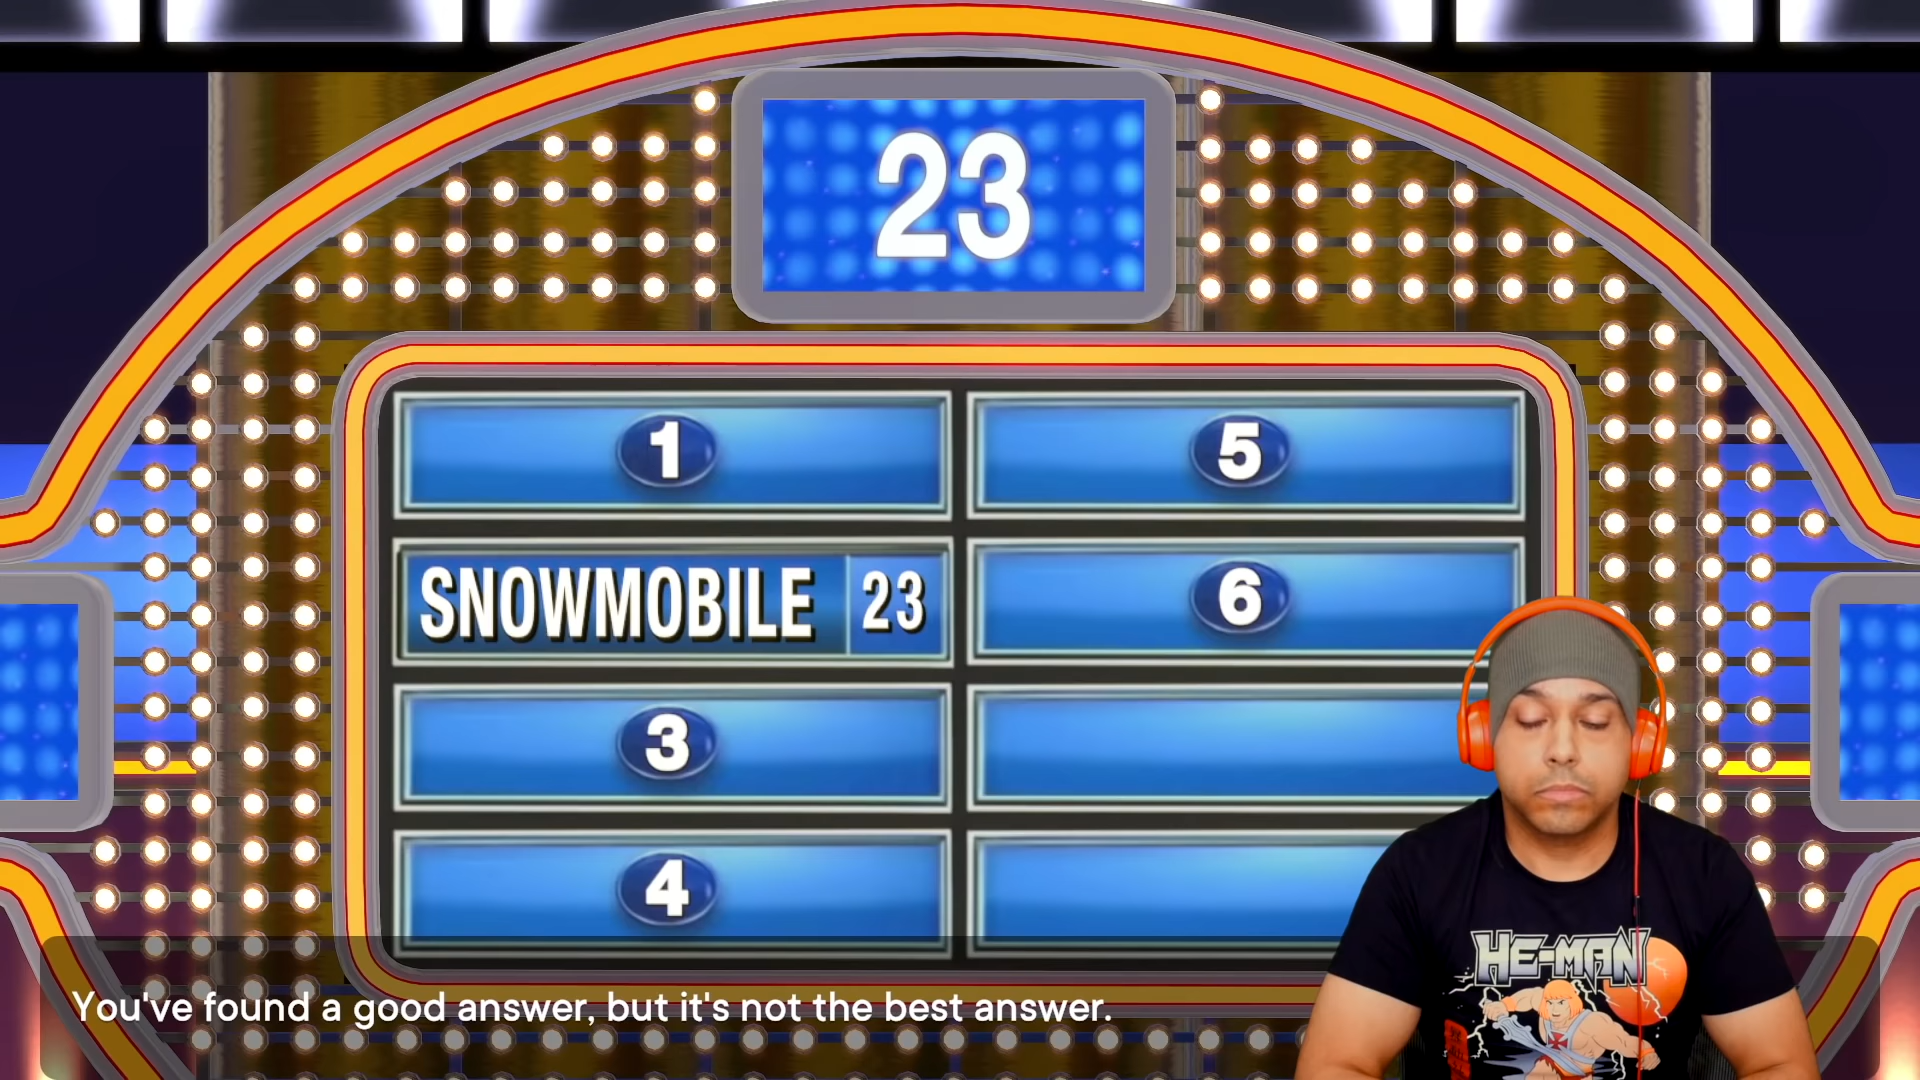 23
1
5
SNOWMOBILE 23
6
3
4
HE-MAN
You've found a good answer, but it's not the best answer.